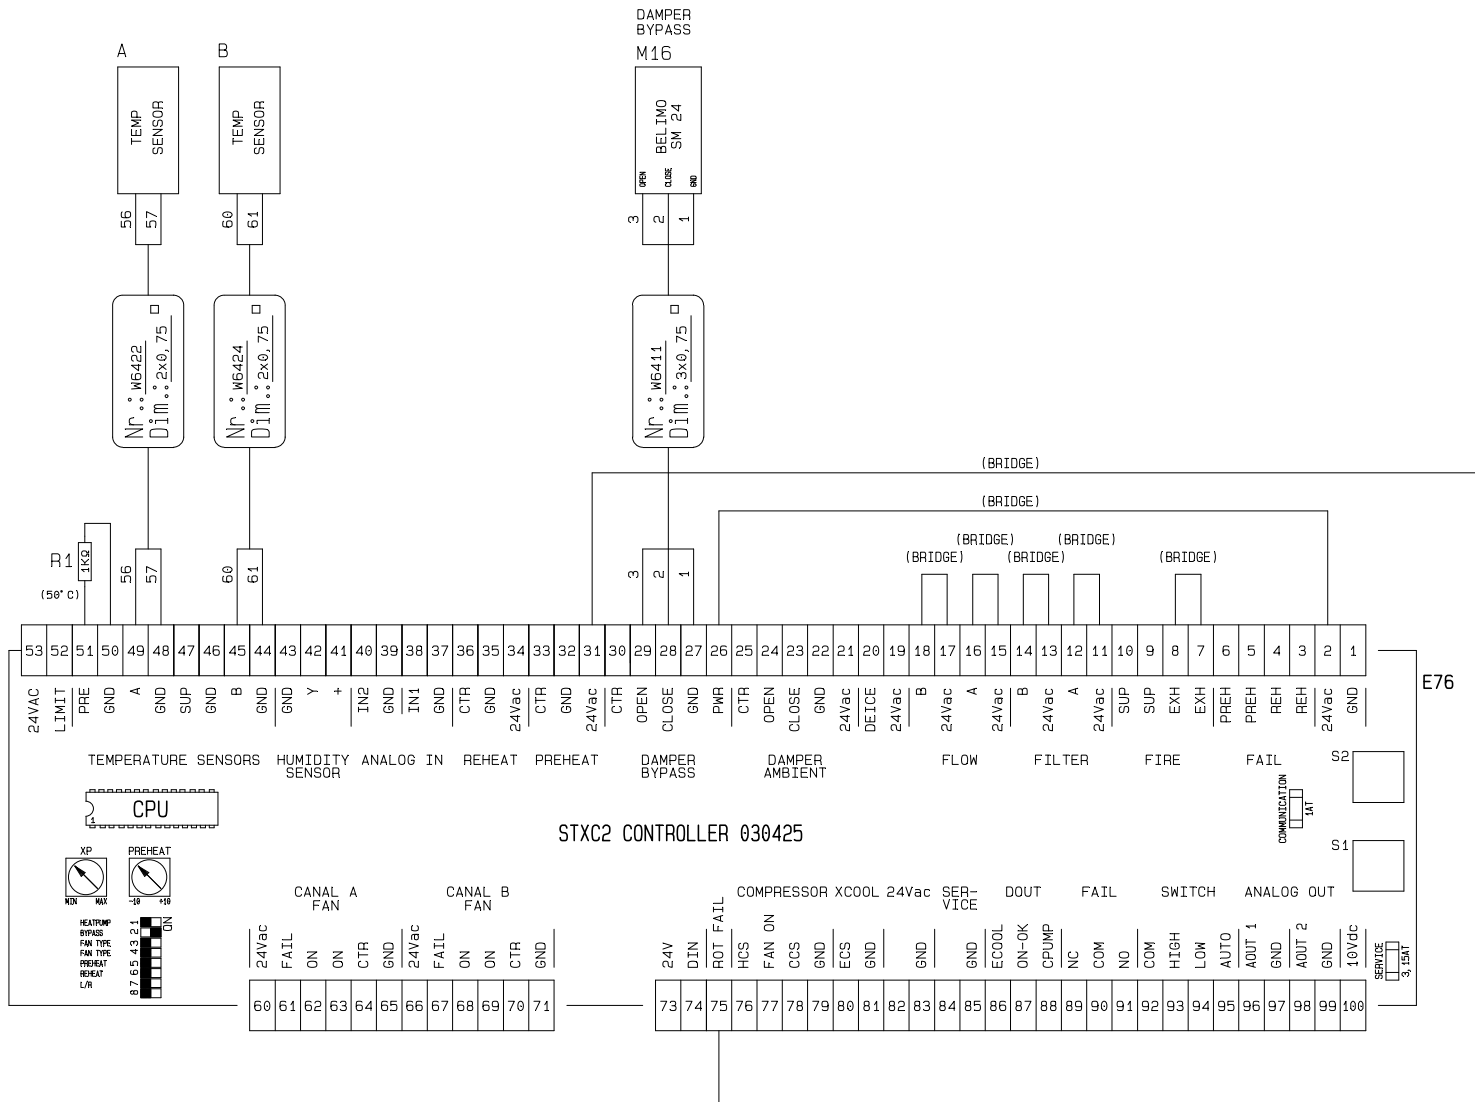 DAMPER
BYPASS
M16
A
B
TEMP
SENSOR
TEMP
SENSOR
BELIMO
SM 24
OPEN
CLOSE
GND
56
57
60
61
3
2
1
Nr.: W6422
Dim.: 2x0,75
Nr.: W6424
Dim.: 2x0,75
Nr.: W6411
Dim.: 3x0,75
(BRIDGE)
(BRIDGE)
(BRIDGE)
(BRIDGE)
(BRIDGE)
(BRIDGE)
(BRIDGE)
R1
1KΩ
(50°C)
56
57
60
61
3
2
1
53 52 51 50 49 48 47 46 45 44 43 42 41 40 39 38 37 36 35 34 33 32 31 30 29 28 27 26 25 24 23 22 21 20 19 18 17 16 15 14 13 12 11 10 9 8 7 6 5 4 3 2 1
E76
24VAC LIMIT PRE GND A GND SUP GND B GND GND Y + IN2 GND IN1 GND CTR GND 24Vac CTR GND 24Vac CTR OPEN CLOSE GND PWR CTR OPEN CLOSE GND 24Vac DEICE 24Vac B 24Vac A 24Vac B 24Vac A 24Vac SUP SUP EXH EXH PREH PREH REH REH 24Vac GND
TEMPERATURE SENSORS
HUMIDITY
SENSOR
ANALOG IN
REHEAT
PREHEAT
DAMPER
BYPASS
DAMPER
AMBIENT
FLOW
FILTER
FIRE
FAIL
S2
CPU
1
COMMUNICATION
1AT
STXC2 CONTROLLER 030425
S1
XP
MIN MAX
PREHEAT
-10 +10
HEATPUMP
BYPASS
FAN TYPE
FAN TYPE
PREHEAT
REHEAT
L/R
1
2
3
4
5
6
7
8
ON
CANAL A
FAN
CANAL B
FAN
COMPRESSOR
XCOOL
24Vac
SER-
VICE
DOUT
FAIL
SWITCH
ANALOG OUT
24Vac FAIL ON ON CTR GND 24Vac FAIL ON ON CTR GND
24V DIN ROT FAIL HCS FAN ON CCS GND ECS GND GND GND ECOOL ON-OK CPUMP NC COM NO COM HIGH LOW AUTO AOUT 1 GND AOUT 2 GND 10Vdc
SERVICE
3,15AT
60 61 62 63 64 65 66 67 68 69 70 71
73 74 75 76 77 78 79 80 81 82 83 84 85 86 87 88 89 90 91 92 93 94 95 96 97 98 99 100